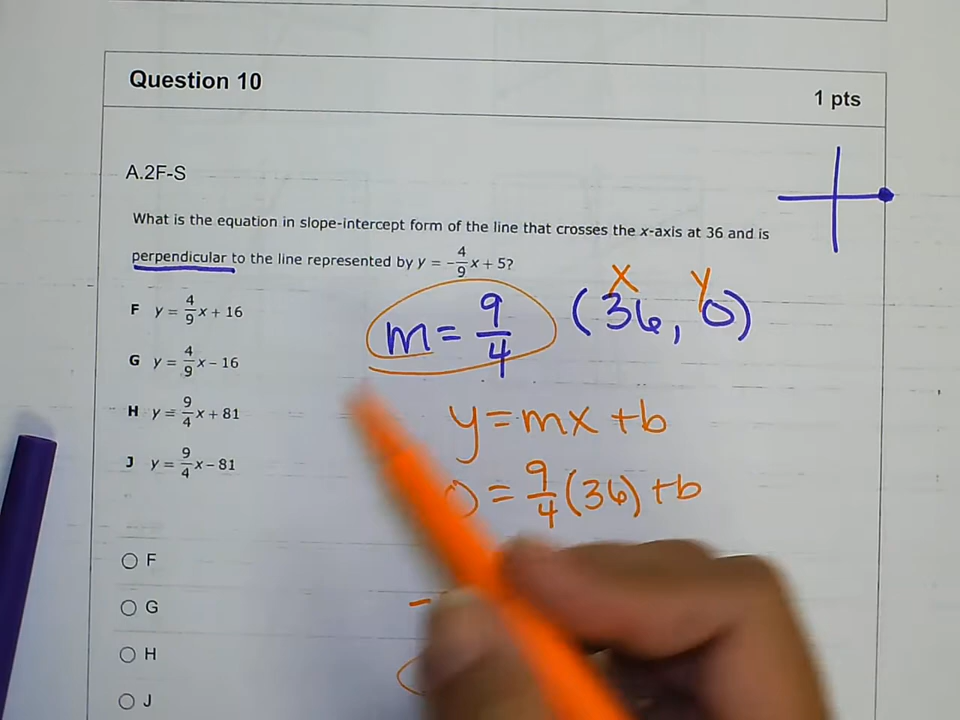 Question 10
1 pts
A.2F-S
What is the equation in slope-intercept form of the line that crosses the x-axis at 36 and is
perpendicular to the line represented by y = -4/9x + 5?
F y = 4/9x + 16
G y = 4/9x - 16
H y = 9/4x + 81
J y = 9/4x - 81
m = 9/4
x y
(36, 0)
y = mx + b
0 = 9/4(36) + b
-
F
G
H
J